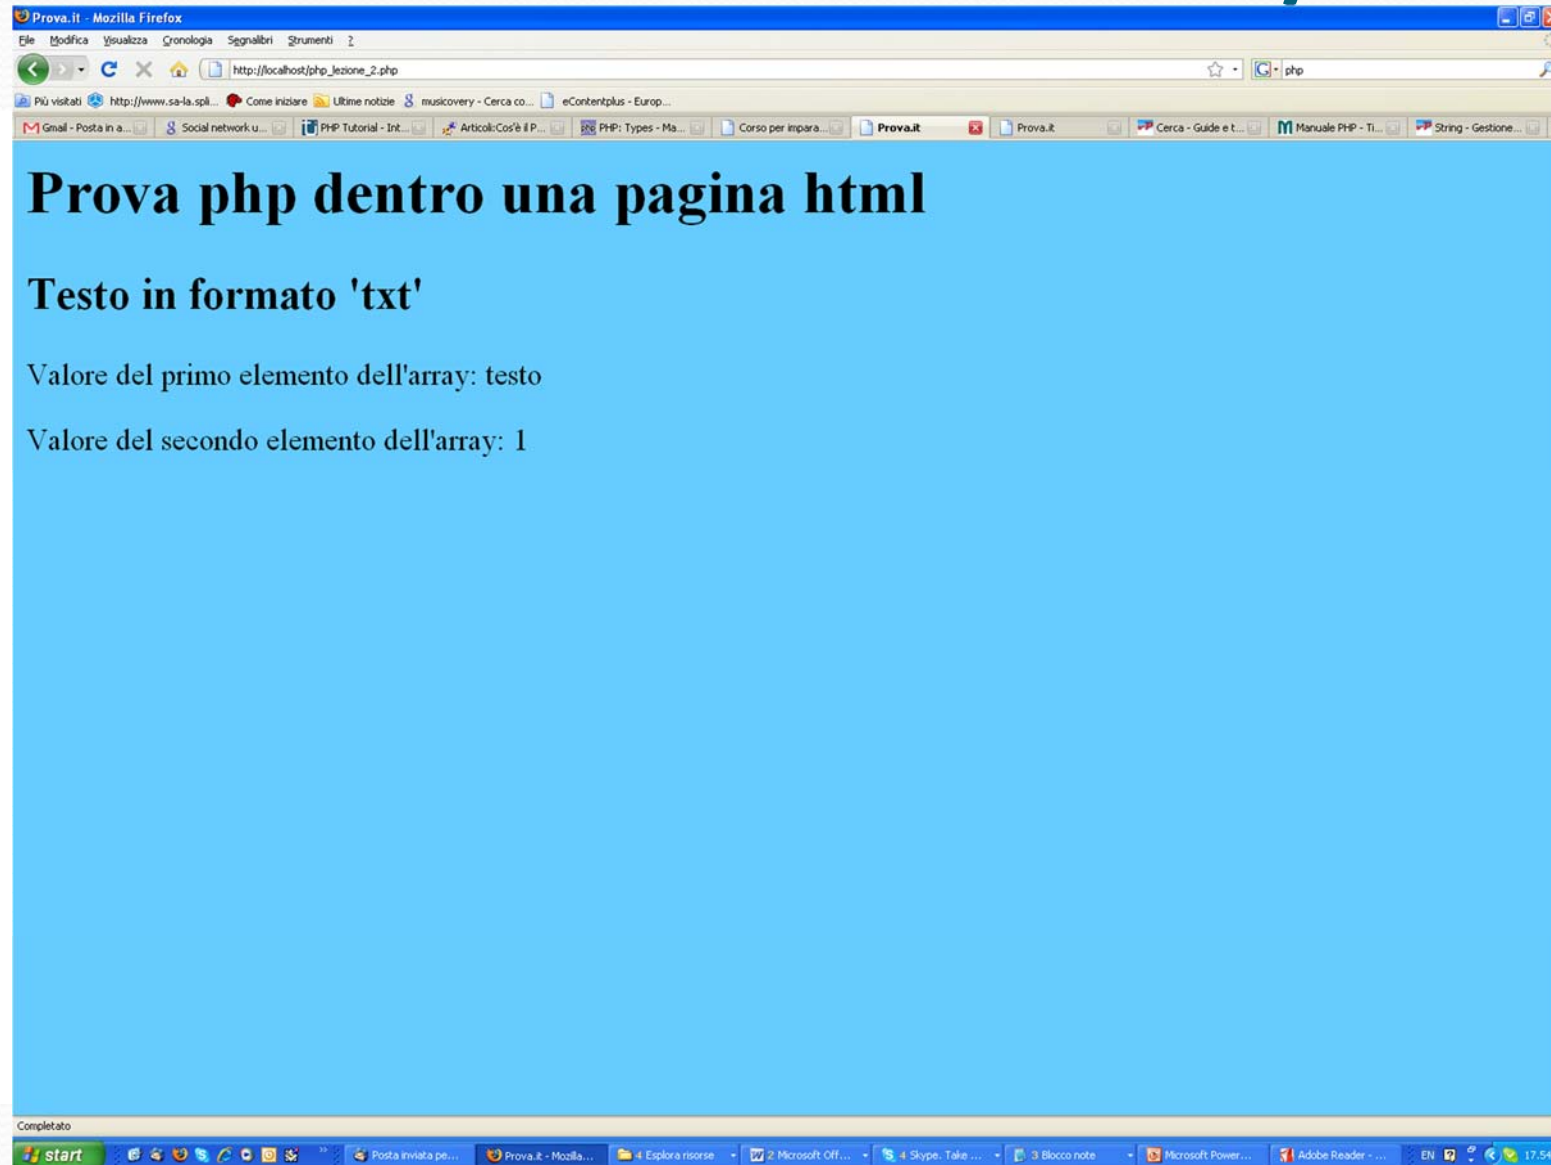 Prova.it - Mozilla Firefox
File Modifica Visualizza Cronologia Segnalibri Strumenti ?
http://localhost/php_lezione_2.php G php
Più visitati http://www.sa-la.spli... Come iniziare Ultime notizie musicovery - Cerca co... eContentplus - Europ...
Gmail - Posta in a... Social network u... PHP Tutorial - Int... Articoli:Cos'è il P... PHP: Types - Ma... Corso per impara... Prova.it Prova.it Cerca - Guide e t... Manuale PHP - Ti... String - Gestione...
Prova php dentro una pagina html
Testo in formato 'txt'
Valore del primo elemento dell'array: testo
Valore del secondo elemento dell'array: 1
Completato
start Posta inviata pe... Prova.it - Mozilla... 4 Esplora risorse 2 Microsoft Off... 4 Skype. Take ... 3 Blocco note Microsoft Power... Adobe Reader - ... EN 17.54